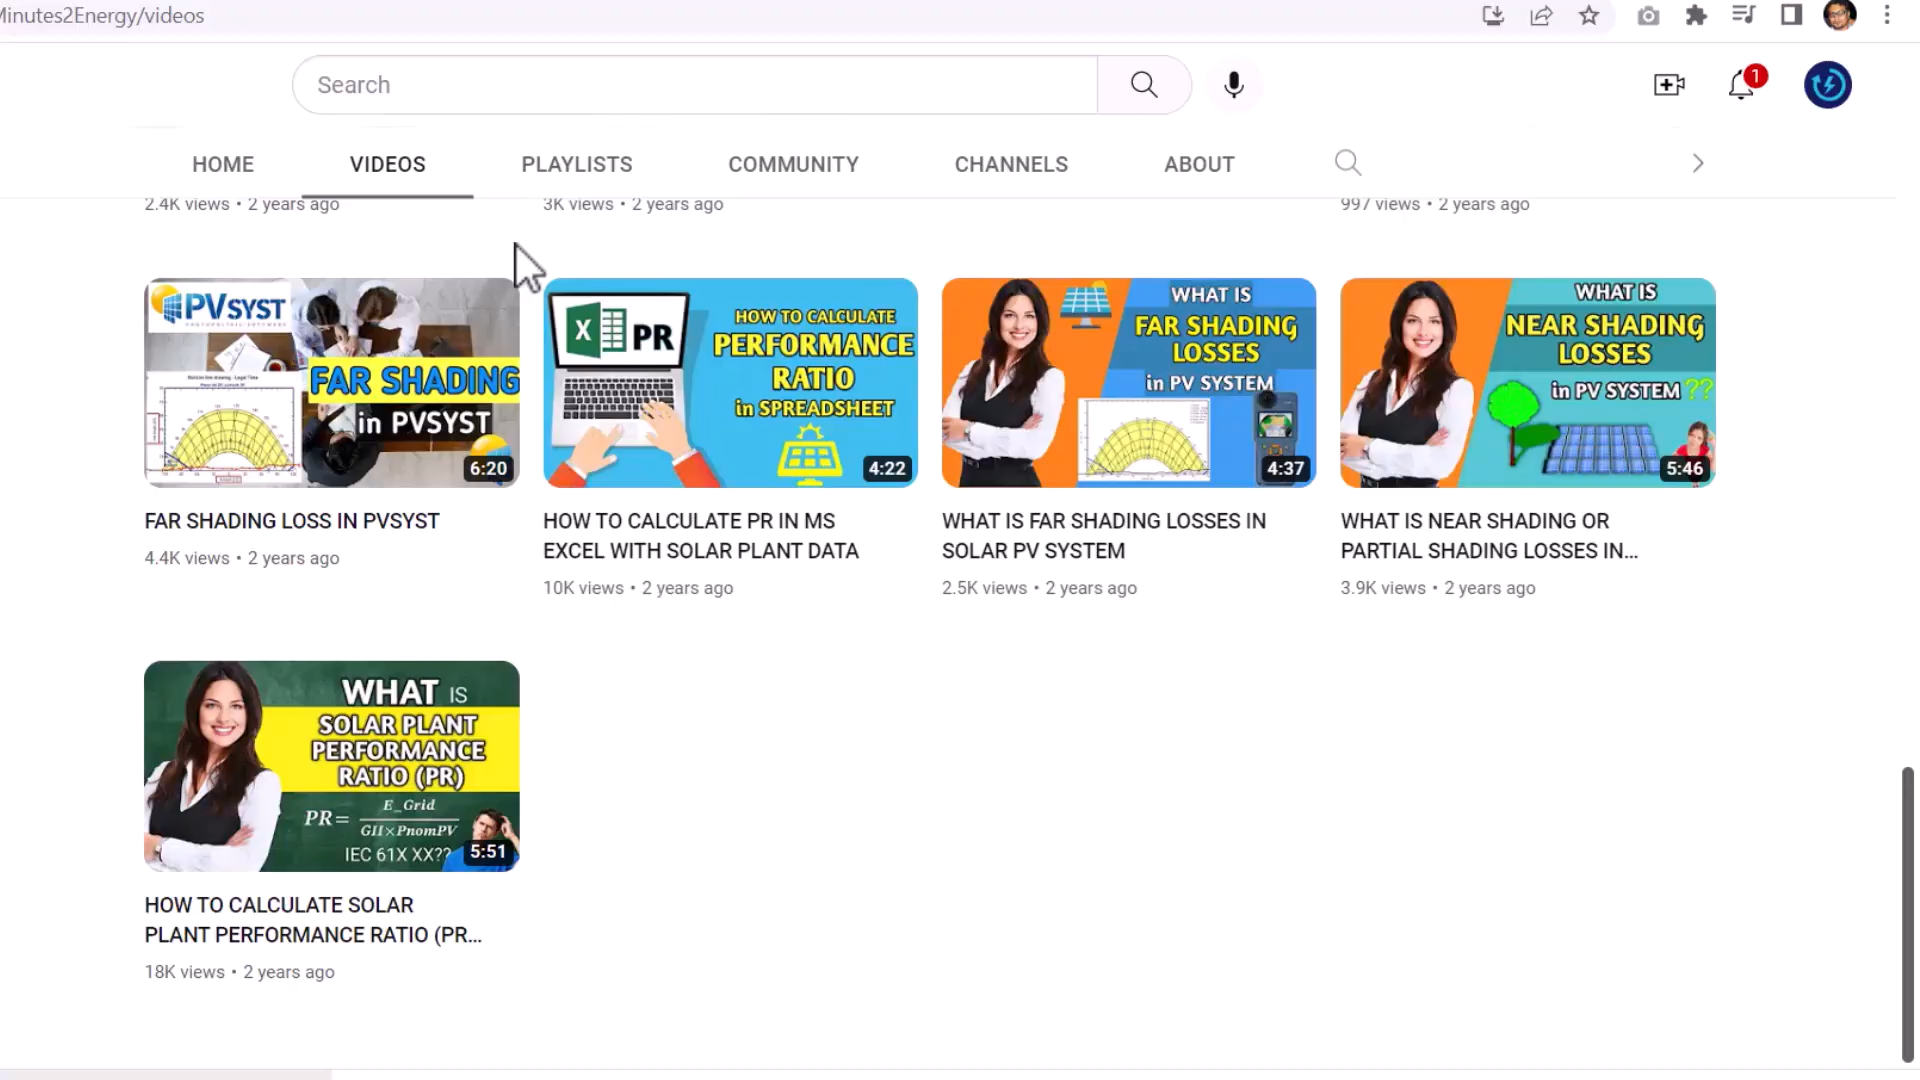 Minutes2Energy/videos
Search
1
HOME VIDEOS PLAYLISTS COMMUNITY CHANNELS ABOUT
2.4K views • 2 years ago
3K views • 2 years ago
997 views • 2 years ago
PVSYST
FAR SHADING
in PVSYST
6:20
FAR SHADING LOSS IN PVSYST
4.4K views • 2 years ago
X PR
HOW TO CALCULATE
PERFORMANCE
RATIO
in SPREADSHEET
4:22
HOW TO CALCULATE PR IN MS
EXCEL WITH SOLAR PLANT DATA
10K views • 2 years ago
WHAT IS
FAR SHADING
LOSSES
in PV SYSTEM
4:37
WHAT IS FAR SHADING LOSSES IN
SOLAR PV SYSTEM
2.5K views • 2 years ago
WHAT IS
NEAR SHADING
LOSSES
in PV SYSTEM ??
5:46
WHAT IS NEAR SHADING OR
PARTIAL SHADING LOSSES IN...
3.9K views • 2 years ago
WHAT IS
SOLAR PLANT
PERFORMANCE
RATIO (PR)
PR= E_Grid
GII×PnomPV
IEC 61X XX??
5:51
HOW TO CALCULATE SOLAR
PLANT PERFORMANCE RATIO (PR...
18K views • 2 years ago